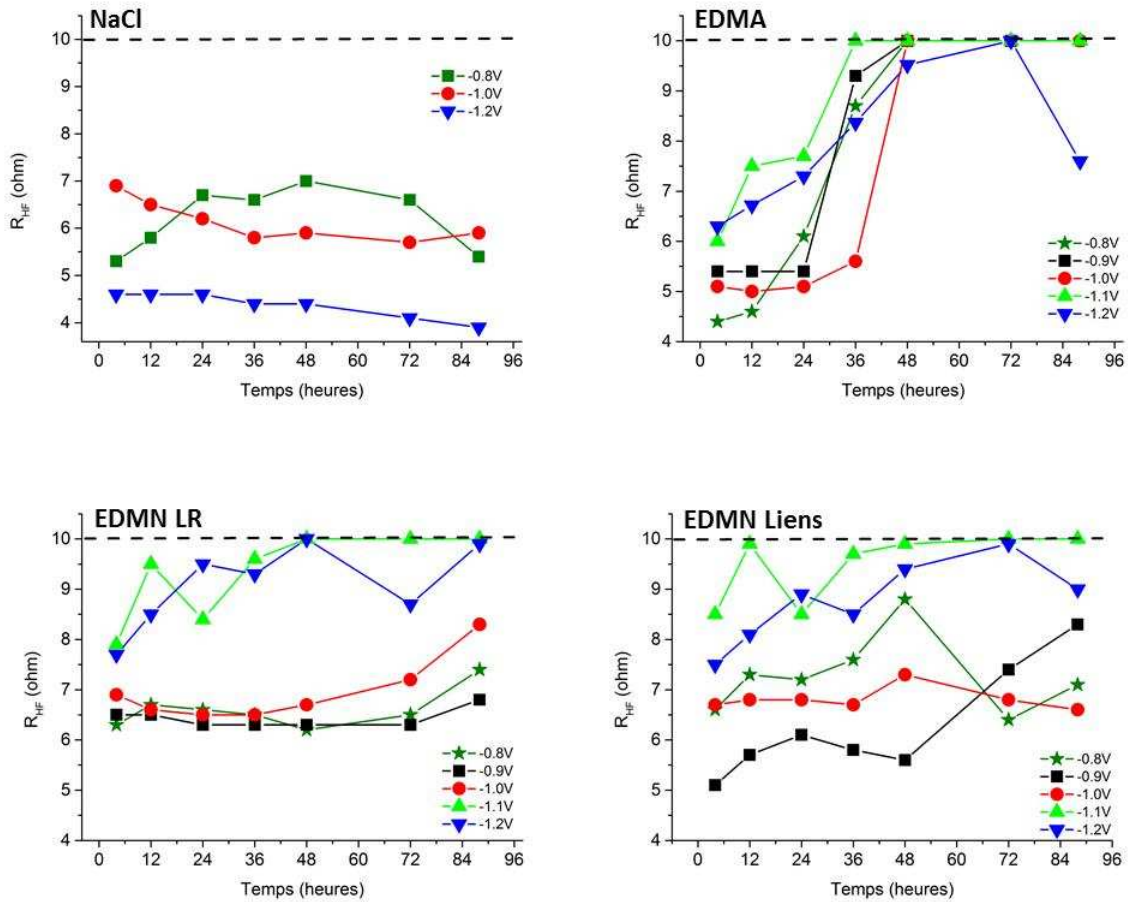 NaCl
10
9
8
7
6
5
4
R_HF (ohm)
-0.8V
-1.0V
-1.2V
0 12 24 36 48 60 72 84 96
Temps (heures)
EDMA
10
9
8
7
6
5
4
R_HF (ohm)
-0.8V
-0.9V
-1.0V
-1.1V
-1.2V
0 12 24 36 48 60 72 84 96
Temps (heures)
EDMN LR
10
9
8
7
6
5
4
R_HF (ohm)
-0.8V
-0.9V
-1.0V
-1.1V
-1.2V
0 12 24 36 48 60 72 84 96
Temps (heures)
EDMN Liens
10
9
8
7
6
5
4
R_HF (ohm)
-0.8V
-0.9V
-1.0V
-1.1V
-1.2V
0 12 24 36 48 60 72 84 96
Temps (heures)